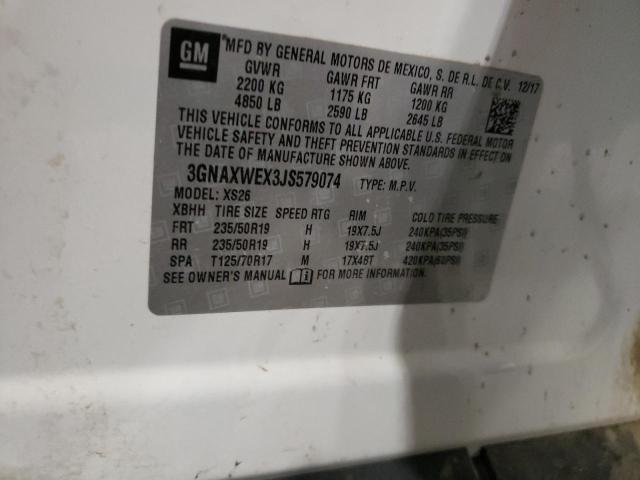 GM
MFD BY GENERAL MOTORS DE MEXICO, S. DE R.L. DE C.V. 12/17
GVWR GAWR FRT GAWR RR
2200 KG 1175 KG 1200 KG
4850 LB 2590 LB 2645 LB
THIS VEHICLE CONFORMS TO ALL APPLICABLE U.S. FEDERAL MOTOR
VEHICLE SAFETY AND THEFT PREVENTION STANDARDS IN EFFECT ON
THE DATE OF MANUFACTURE SHOWN ABOVE.
3GNAXWEX3JS579074 TYPE: M.P.V.
MODEL: XS26
XBHH TIRE SIZE SPEED RTG RIM COLD TIRE PRESSURE
FRT 235/50R19 H 19X7.5J 240KPA(35PSI)
RR 235/50R19 H 19X7.5J 240KPA(35PSI)
SPA T125/70R17 M 17X4BT 420KPA(60PSI)
SEE OWNER'S MANUAL FOR MORE INFORMATION.